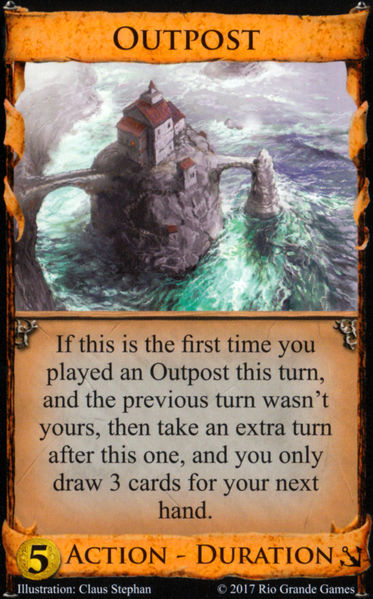 OUTPOST
If this is the first time you
played an Outpost this turn,
and the previous turn wasn't
yours, then take an extra turn
after this one, and you only
draw 3 cards for your next
hand.
5 ACTION - DURATION
Illustration: Claus Stephan © 2017 Rio Grande Games